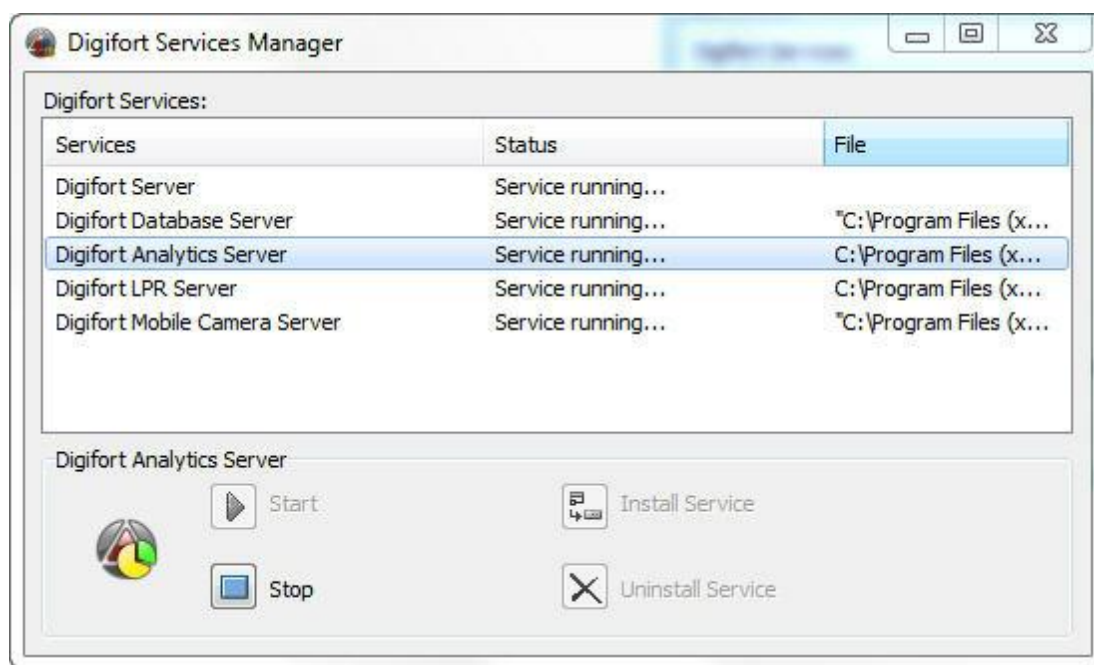 Digifort Services Manager
Digifort Services:
Services Status File
Digifort Server Service running...
Digifort Database Server Service running... "C:\Program Files (x...
Digifort Analytics Server Service running... C:\Program Files (x...
Digifort LPR Server Service running... C:\Program Files (x...
Digifort Mobile Camera Server Service running... "C:\Program Files (x...
Digifort Analytics Server
Start Install Service
Stop Uninstall Service